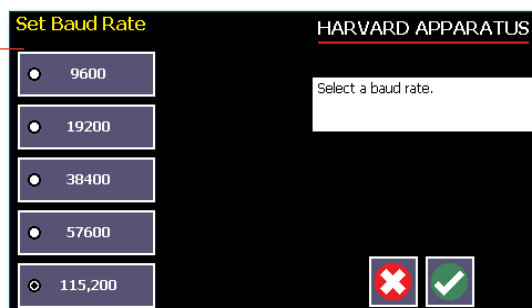 Set Baud Rate
9600
19200
38400
57600
115,200
HARVARD APPARATUS
Select a baud rate.